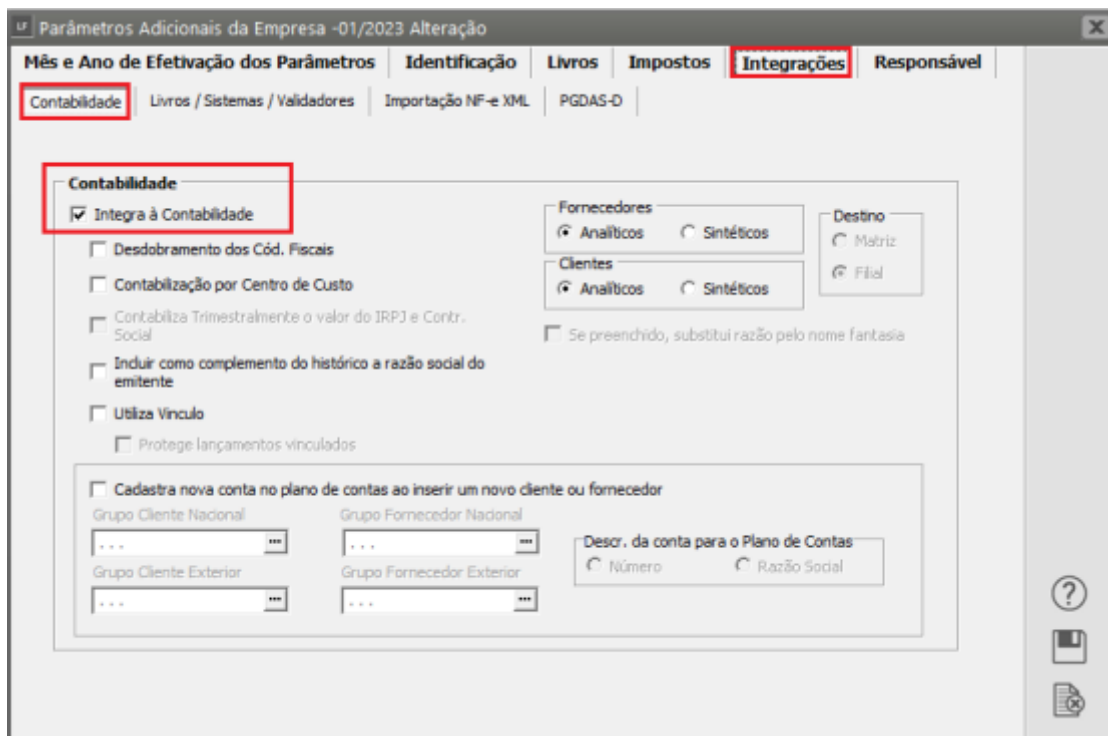 LF Parâmetros Adicionais da Empresa -01/2023 Alteração
Mês e Ano de Efetivação dos Parâmetros Identificação Livros Impostos Integrações Responsável
Contabilidade Livros / Sistemas / Validadores Importação NF-e XML PGDAS-D
Contabilidade
Integra à Contabilidade
Fornecedores
Analíticos Sintéticos
Destino
Matriz
Filial
Desdobramento dos Cód. Fiscais
Clientes
Analíticos Sintéticos
Contabilização por Centro de Custo
Contabiliza Trimestralmente o valor do IRPJ e Contr.
Social
Se preenchido, substitui razão pelo nome fantasia
Incluir como complemento do histórico a razão social do
emitente
Utiliza Vinculo
Protege lançamentos vinculados
Cadastra nova conta no plano de contas ao inserir um novo cliente ou fornecedor
Grupo Cliente Nacional Grupo Fornecedor Nacional
. . . ... . . . ...
Descr. da conta para o Plano de Contas
Número Razão Social
Grupo Cliente Exterior Grupo Fornecedor Exterior
. . . ... . . . ...